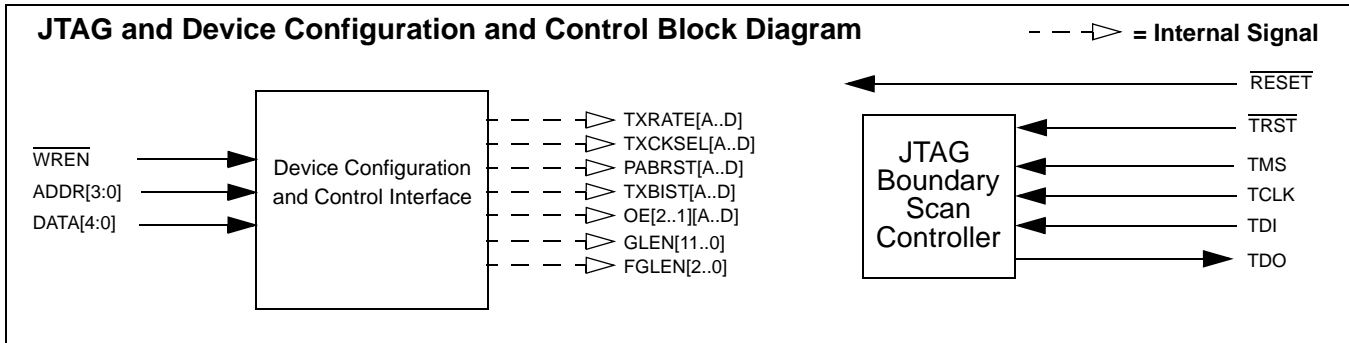 JTAG and Device Configuration and Control Block Diagram
= Internal Signal
WREN
ADDR[3:0]
DATA[4:0]
Device Configuration
and Control Interface
TXRATE[A..D]
TXCKSEL[A..D]
PABRST[A..D]
TXBIST[A..D]
OE[2..1][A..D]
GLEN[11..0]
FGLEN[2..0]
JTAG
Boundary
Scan
Controller
RESET
TRST
TMS
TCLK
TDI
TDO